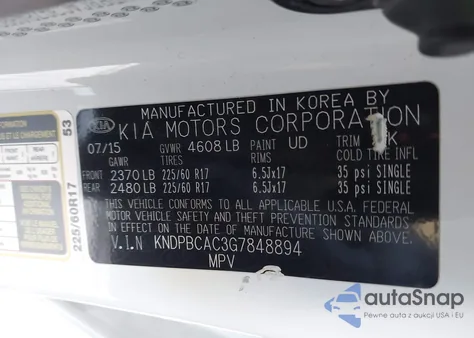 MANUFACTURED IN KOREA BY
KIA KIA MOTORS CORPORATION
07/15 GVWR 4608 LB PAINT UD TRIM K
GAWR TIRES RIMS COLD TIRE INFL
FRONT 2370 LB 225/60 R17 6.5Jx17 35 psi SINGLE
REAR 2480 LB 225/60 R17 6.5Jx17 35 psi SINGLE
THIS VEHICLE CONFORMS TO ALL APPLICABLE U.S.A. FEDERAL
MOTOR VEHICLE SAFETY AND THEFT PREVENTION STANDARDS
IN EFFECT ON THE DATE OF MANUFACTURE SHOWN ABOVE.
V.I.N KNDPBCAC3G7848894
MPV
225/60R17
53
autoSnap
Pewne auta z aukcji USA i EU